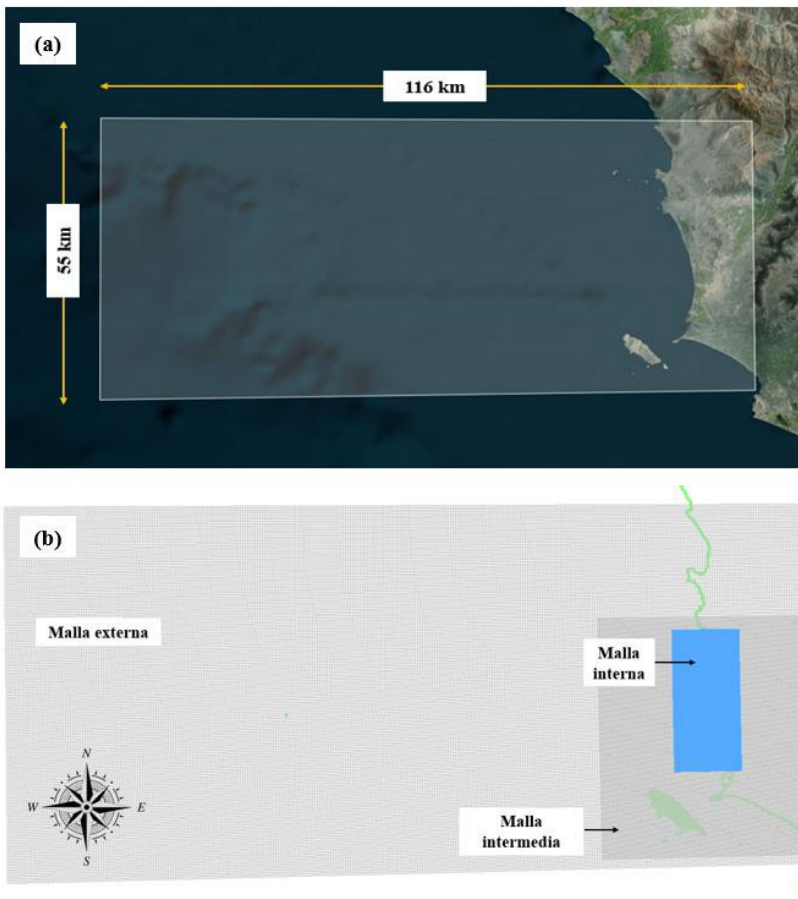 (a)
116 km
55 km
(b)
Malla externa
Malla
interna
N
W
E
S
Malla
intermedia